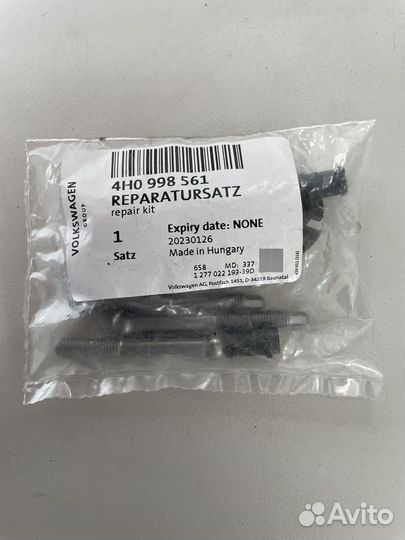 VOLKSWAGEN
GROUP
4H0 998 561
REPARATURSATZ
repair kit
1
Satz
Expiry date: NONE
20230126
Made in Hungary
658 MD: 337
1 277 022 193-39D
Volkswagen AG, Postfach 1453, D-34219 Baunatal
Avito